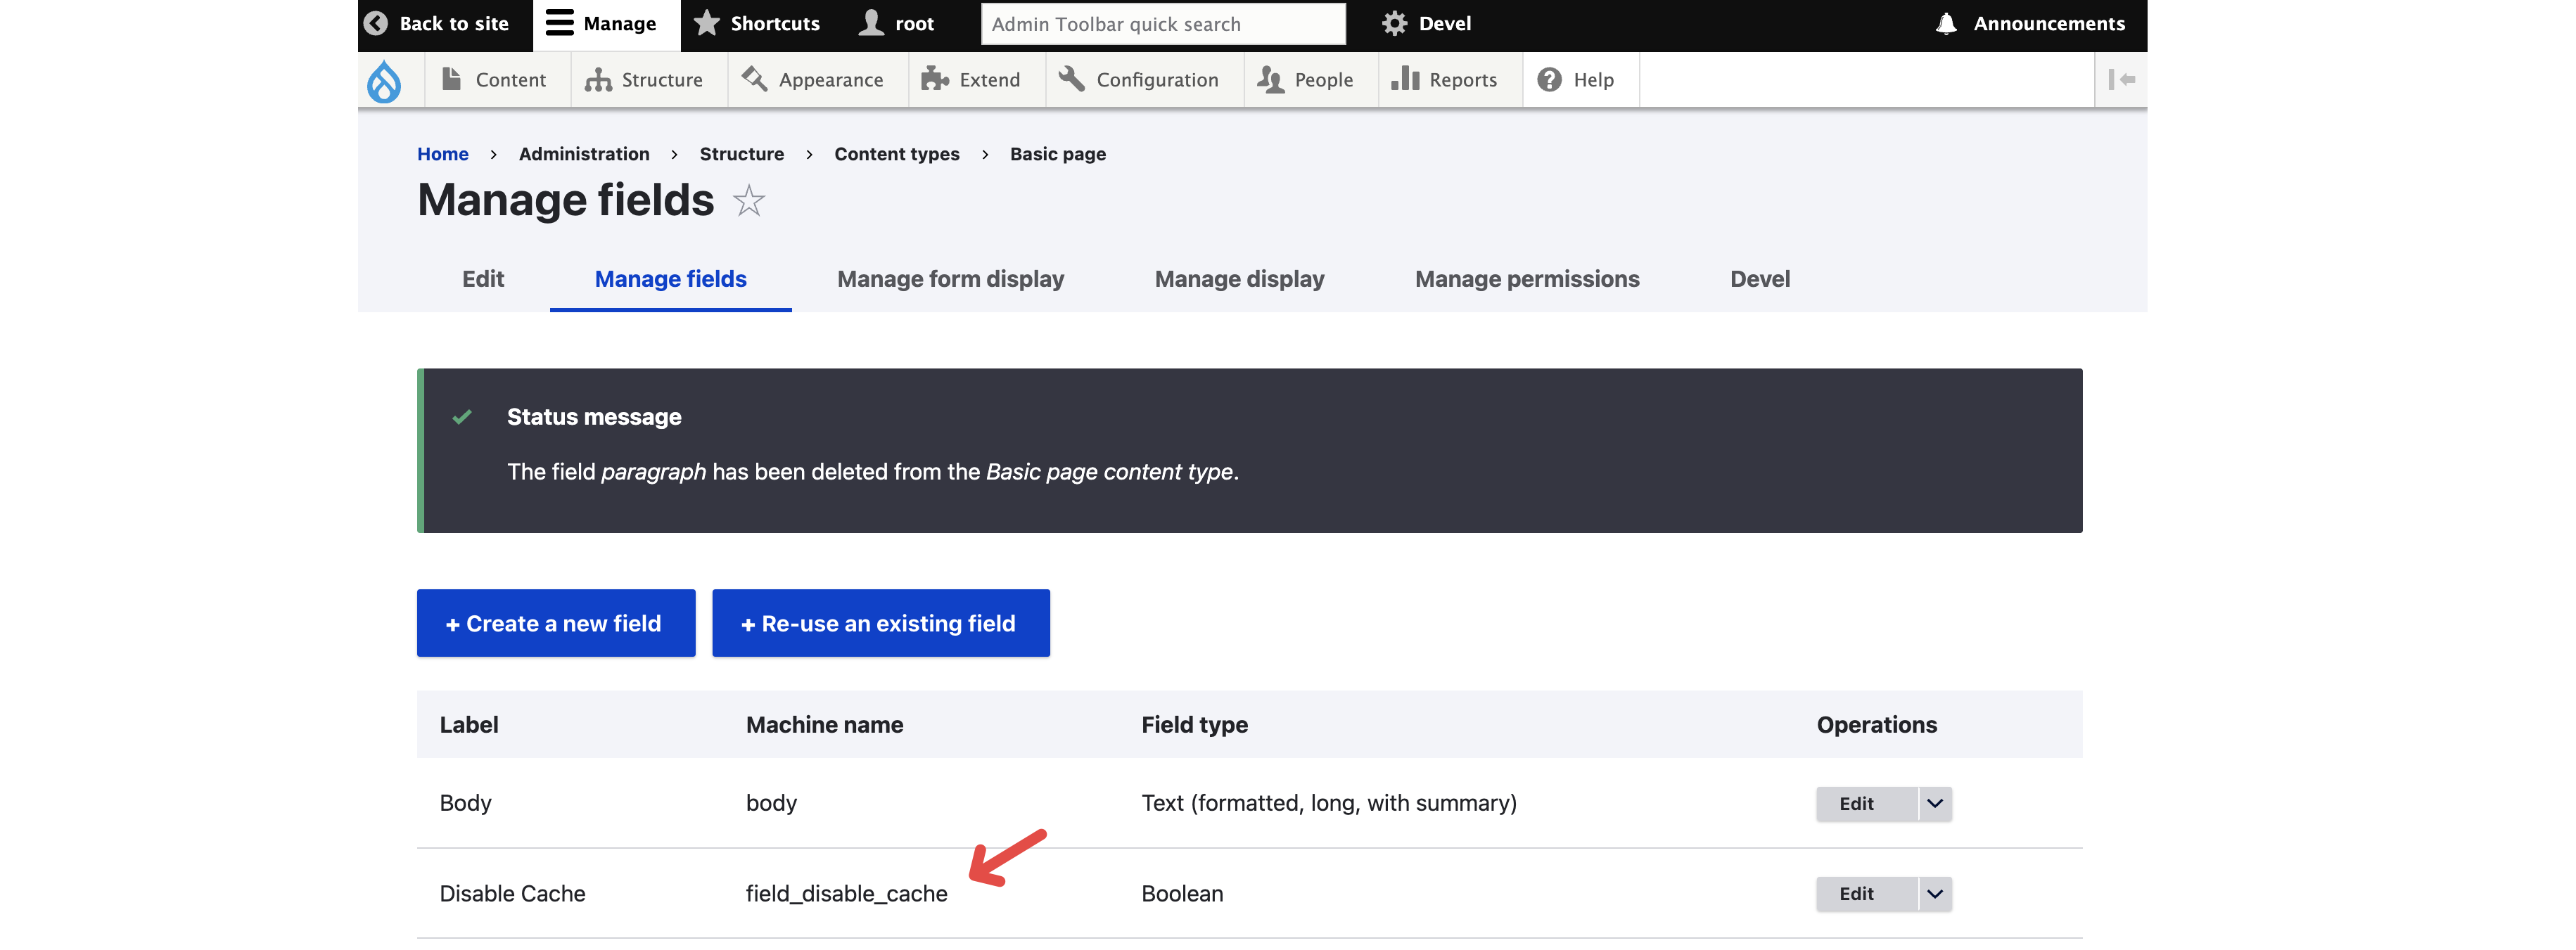 Back to site Manage Shortcuts root Admin Toolbar quick search Devel Announcements
Content Structure Appearance Extend Configuration People Reports Help
Home › Administration › Structure › Content types › Basic page
Manage fields
Edit Manage fields Manage form display Manage display Manage permissions Devel
Status message
The field paragraph has been deleted from the Basic page content type.
+ Create a new field + Re-use an existing field
Label Machine name Field type Operations
Body body Text (formatted, long, with summary) Edit
Disable Cache field_disable_cache Boolean Edit